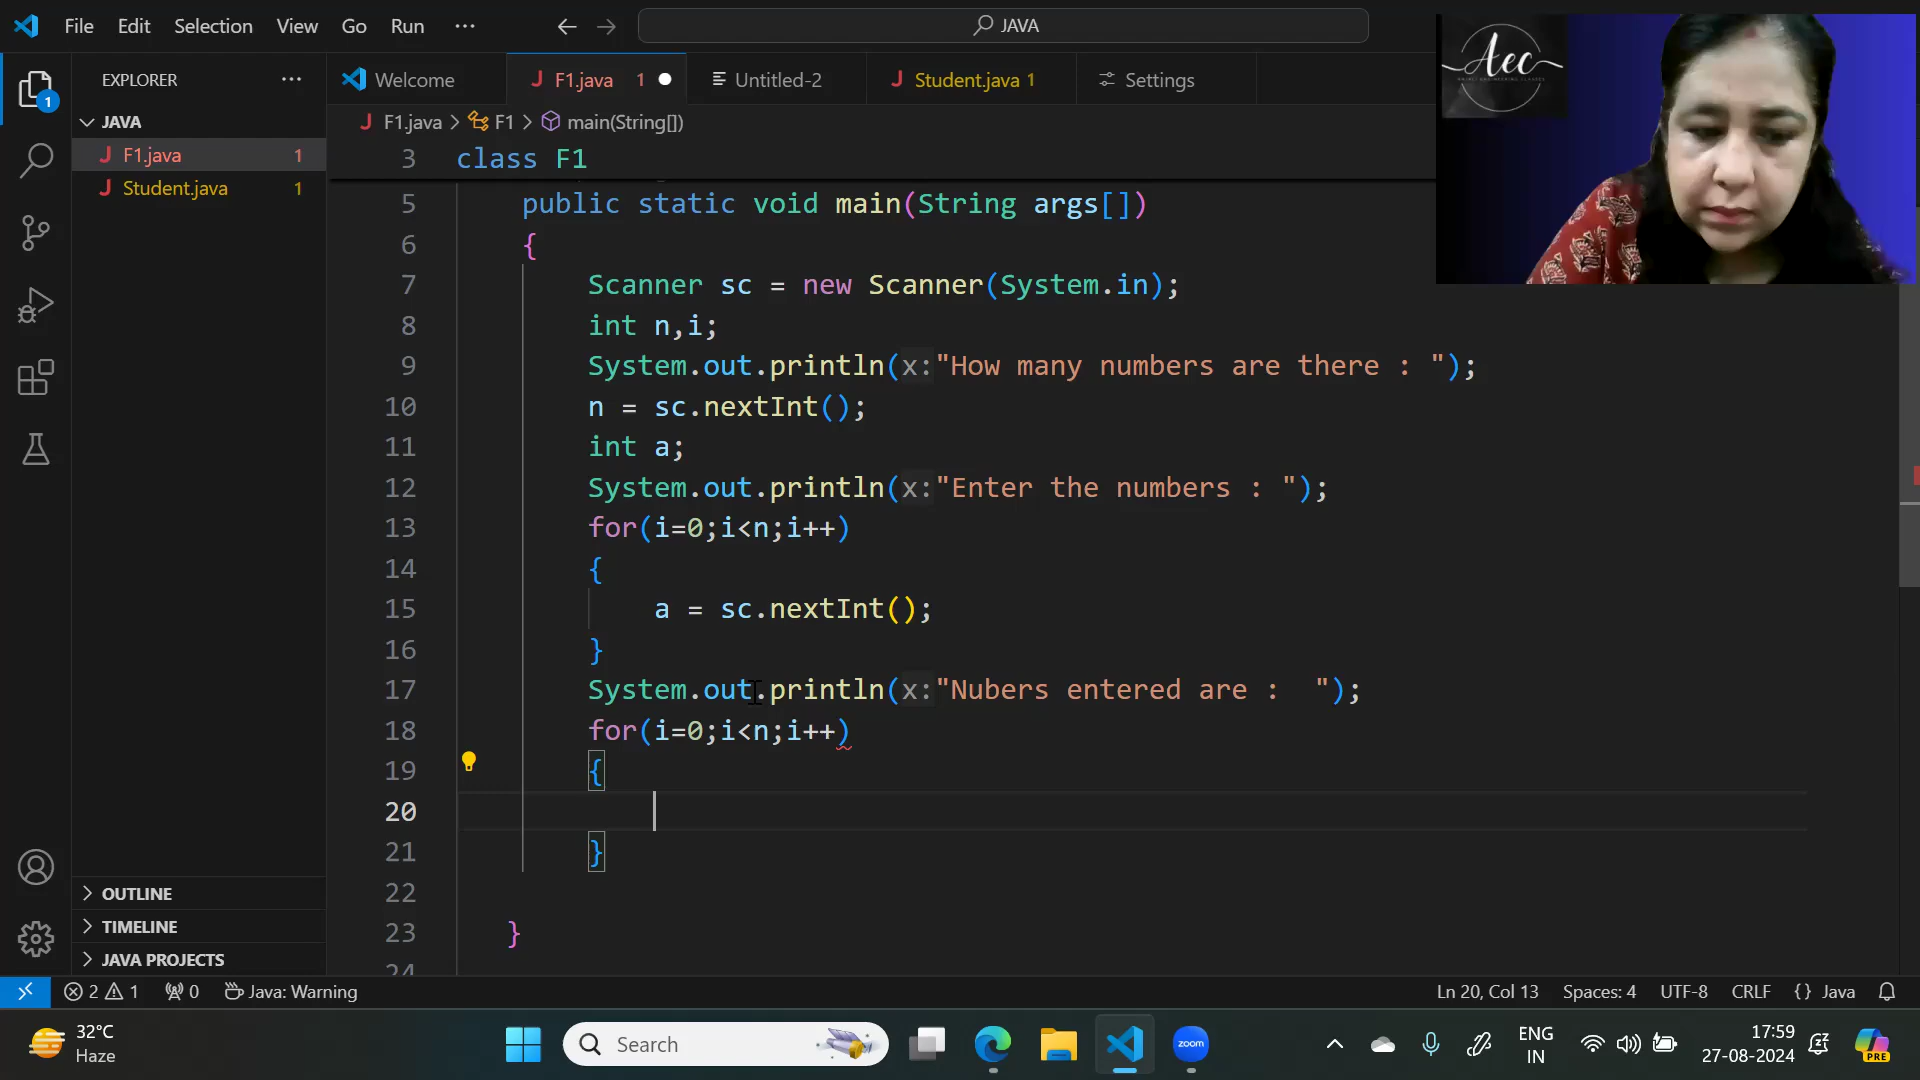 File Edit Selection View Go Run ··· JAVA
EXPLORER ···
Welcome F1.java 1 Untitled-2 Student.java 1 Settings
Aec
JAVA
F1.java 1
Student.java 1
F1.java > F1 > main(String[])
3 class F1
5 public static void main(String args[])
6 {
7 Scanner sc = new Scanner(System.in);
8 int n,i;
9 System.out.println(x:"How many numbers are there : ");
10 n = sc.nextInt();
11 int a;
12 System.out.println(x:"Enter the numbers : ");
13 for(i=0;i<n;i++)
14 {
15 a = sc.nextInt();
16 }
17 System.out.println(x:"Nubers entered are :  ");
18 for(i=0;i<n;i++)
19 {
20
21 }
22
23 }
24
OUTLINE
TIMELINE
JAVA PROJECTS
2 1 0 Java: Warning Ln 20, Col 13 Spaces: 4 UTF-8 CRLF {} Java
32°C
Haze
Search
zoom
ENG
IN
17:59
27-08-2024
PRE